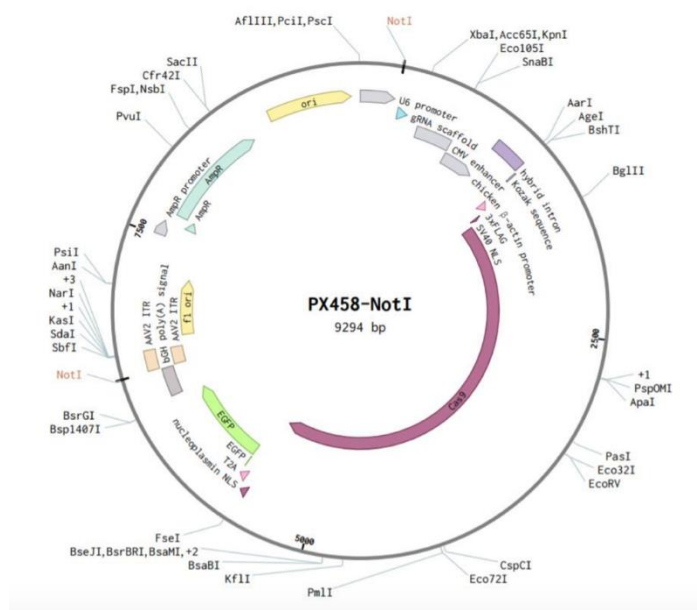 AflIII,PciI,PscI
NotI
XbaI,Acc65I,KpnI
Eco105I
SnaBI
SacII
Cfr42I
FspI,NsbI
PvuI
AarI
AgeI
BshTI
BglII
ori
U6 promoter
gRNA scaffold
CMV enhancer
chicken β-actin promoter
hybrid intron
Kozak sequence
3xFLAG
SV40 NLS
AmpR promoter
AmpR
AmpR
7500
PsiI
AanI
+3
NarI
+1
KasI
SdaI
SbfI
NotI
AAV2 ITR
bGH poly(A) signal
AAV2 ITR
f1 ori
PX458-NotI
9294 bp
2500
+1
PspOMI
ApaI
Cas9
BsrGI
Bsp1407I
EGFP
EGFP
T2A
nucleoplasmin NLS
PasI
Eco32I
EcoRV
FseI
BseJI,BsrBRI,BsaMI,+2
BsaBI
KflI
5000
PmlI
CspCI
Eco72I